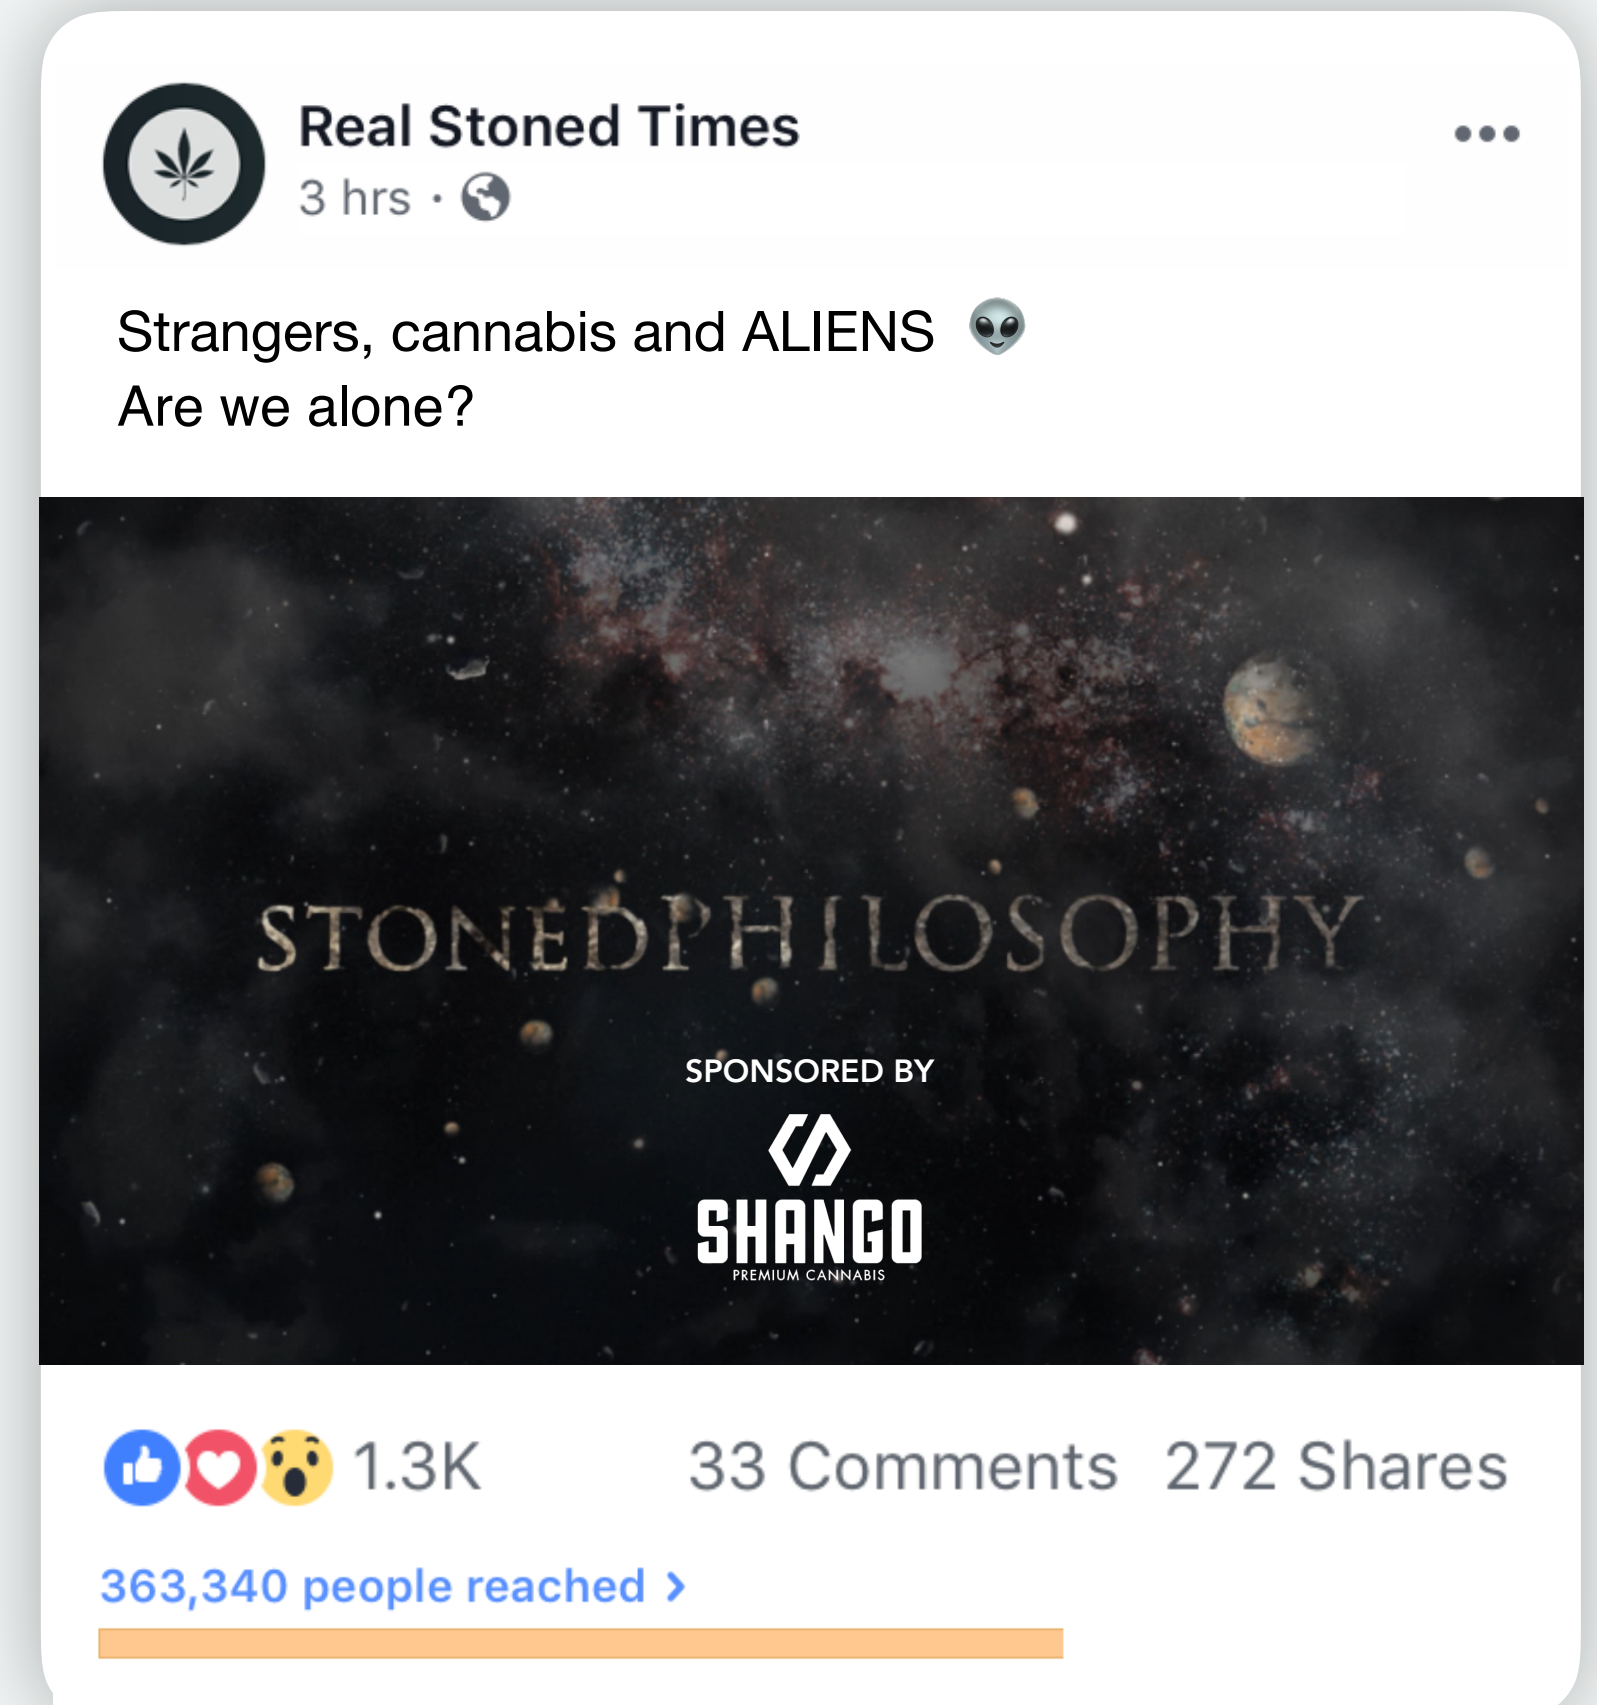 Real Stoned Times
3 hrs ·
Strangers, cannabis and ALIENS 👽
Are we alone?
STONEDPHILOSOPHY
SPONSORED BY
SHANGO
PREMIUM CANNABIS
1.3K 33 Comments 272 Shares
363,340 people reached >